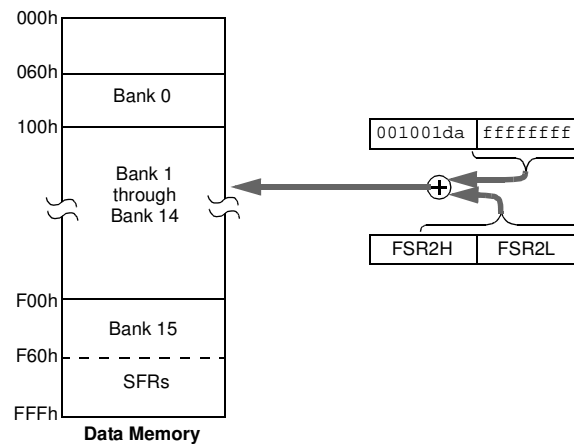 000h
060h
Bank 0
100h
001001da ffffffff
Bank 1
through
Bank 14
FSR2H FSR2L
F00h
Bank 15
F60h
SFRs
FFFh
Data Memory